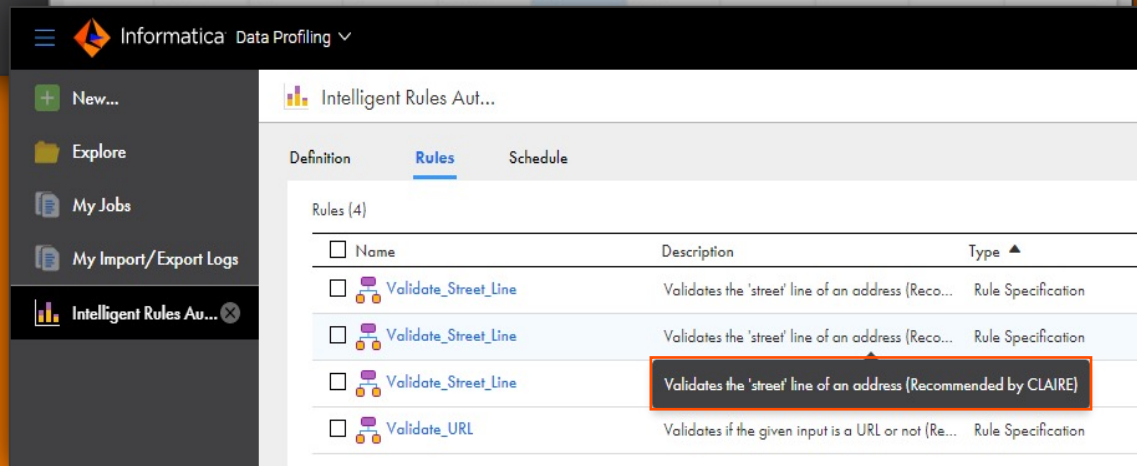 Informatica Data Profiling
New...
Intelligent Rules Aut...
Explore
Definition Rules Schedule
My Jobs
Rules (4)
My Import/Export Logs
Name Description Type ▲
Validate_Street_Line Validates the 'street' line of an address (Reco... Rule Specification
Intelligent Rules Au...
Validate_Street_Line Validates the 'street' line of an address (Reco... Rule Specification
Validate_Street_Line Validates the 'street' line of an address (Recommended by CLAIRE)
Validate_URL Validates if the given input is a URL or not (Re... Rule Specification